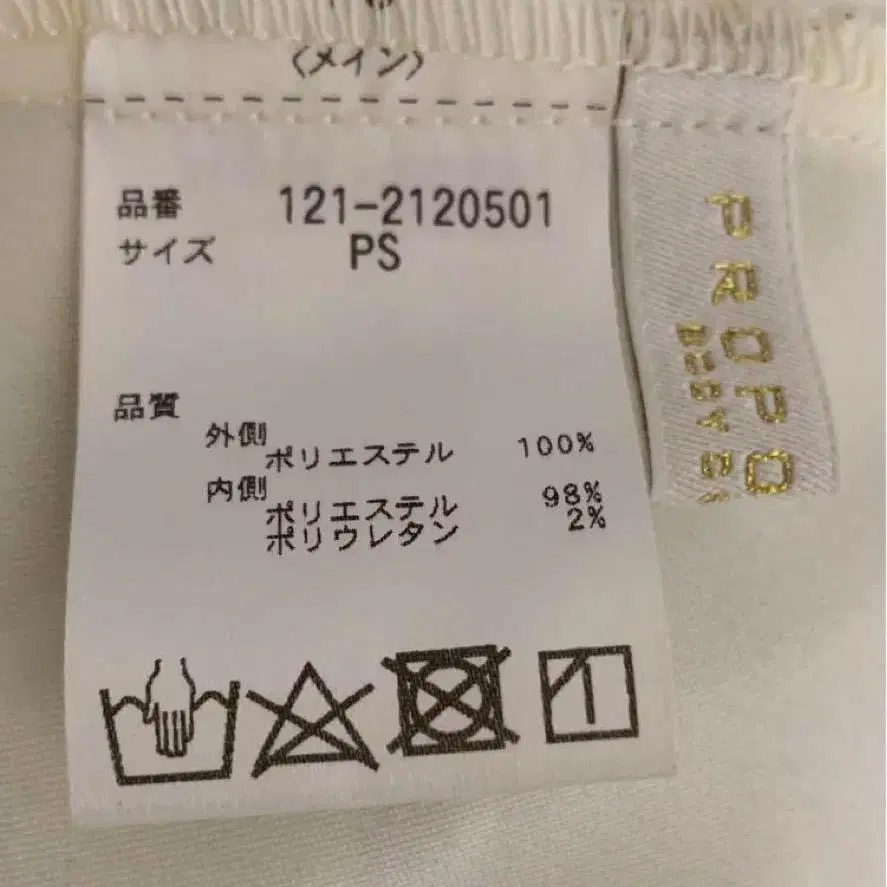 〈メイン〉
品番 121-2120501
サイズ PS
品質
外側
ポリエステル 100%
内側
ポリエステル 98%
ポリウレタン 2%
PROPO
BODY